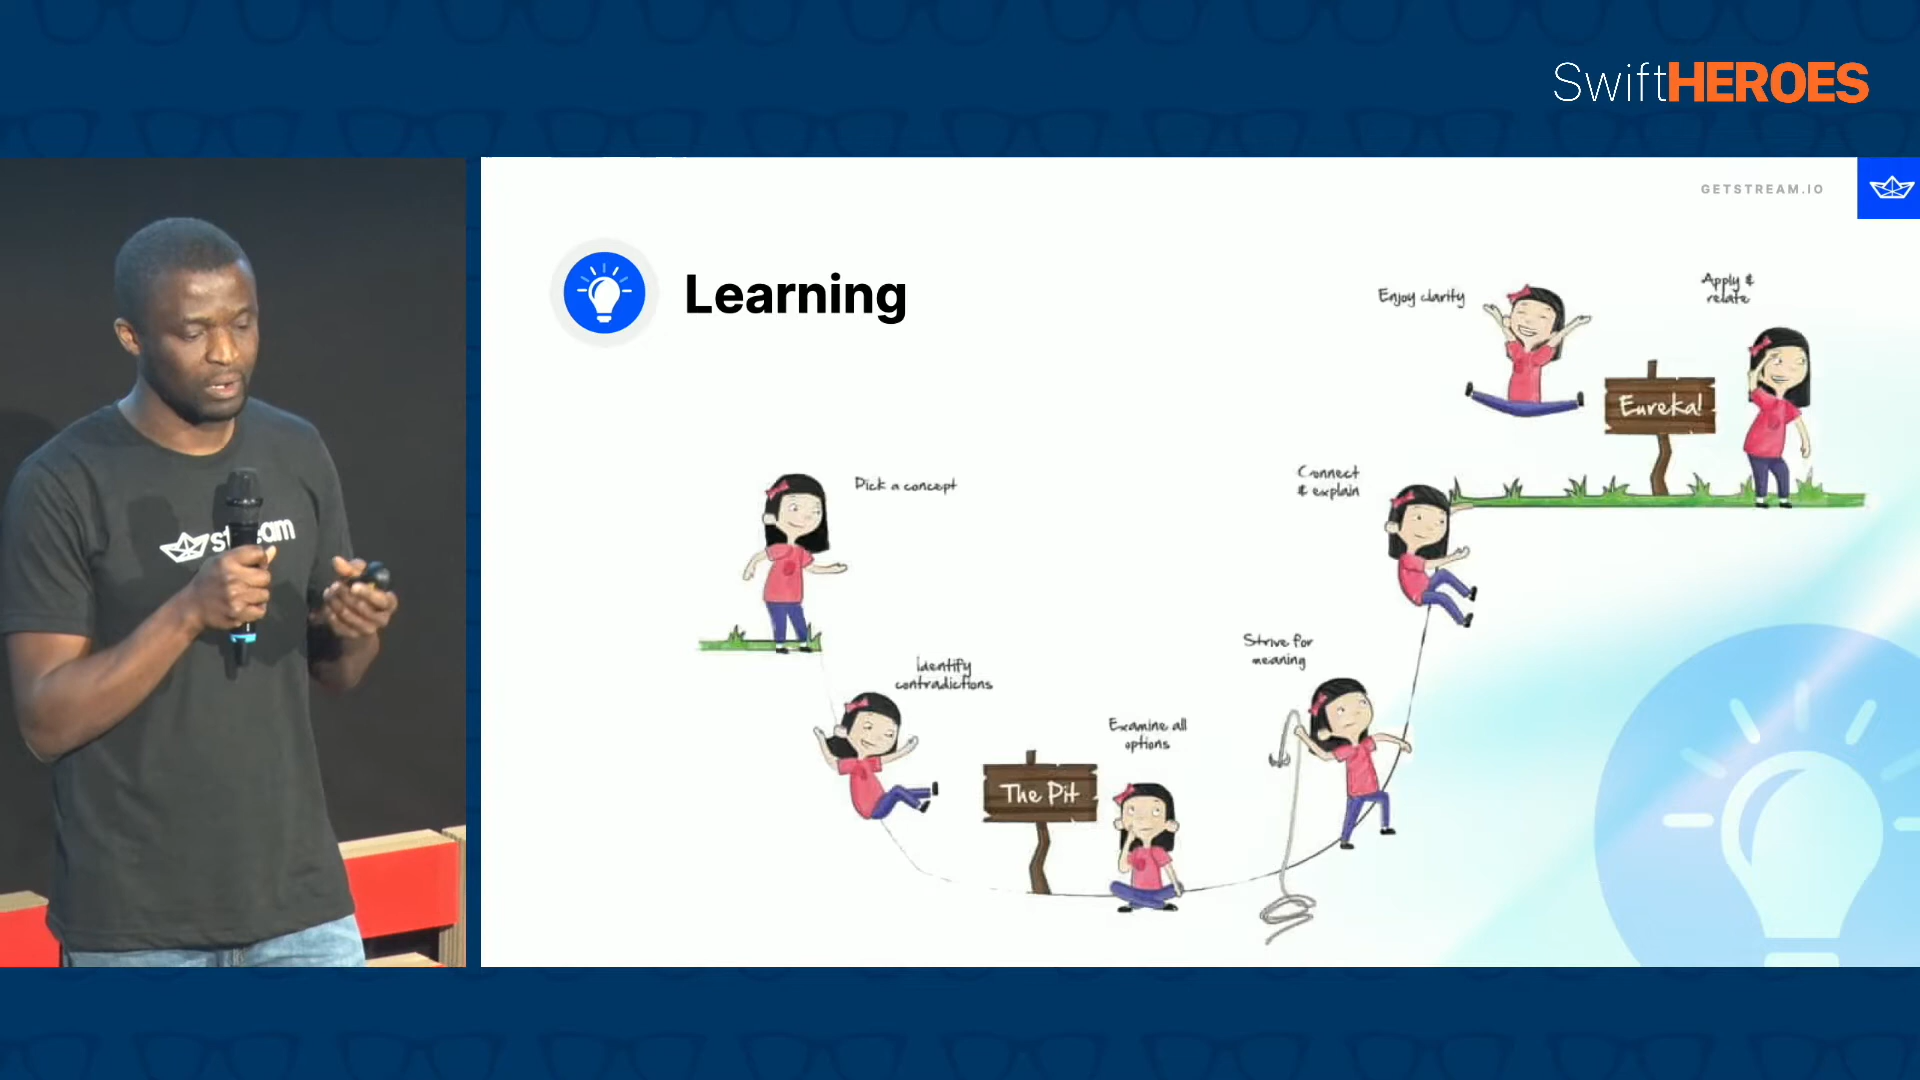 SwiftHEROES
GETSTREAM.IO
Learning
Enjoy clarity
Apply &
relate
Eureka!
Connect
& explain
Pick a concept
Strive for
meaning
Identify
contradictions
Examine all
options
The Pit